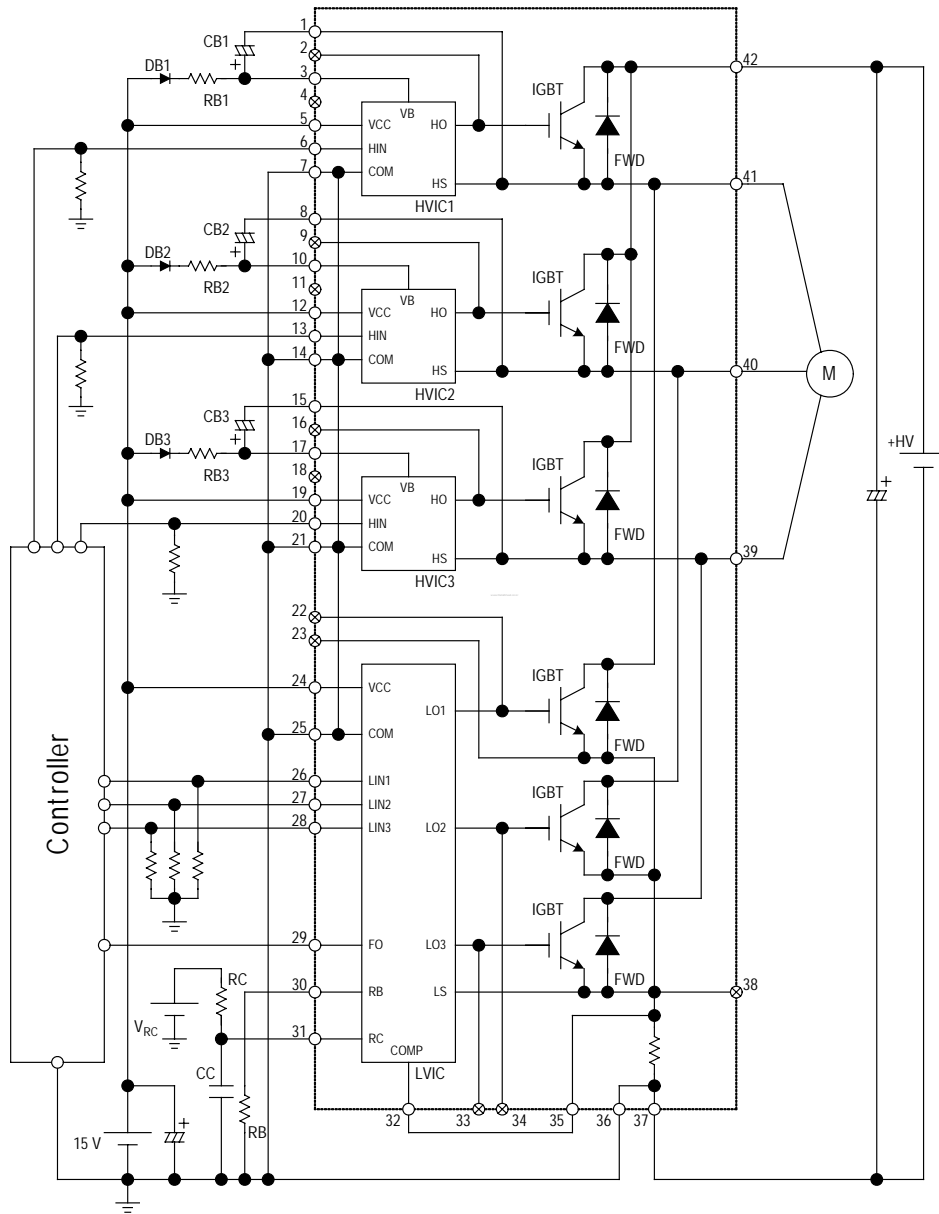 1
CB1
+
2
DB1
3
RB1
4
5
6
7
VCC
HIN
COM
VB
HO
HS
HVIC1
IGBT
FWD
42
41
8
CB2
+
9
DB2
10
RB2
11
12
13
14
VCC
HIN
COM
VB
HO
HS
HVIC2
IGBT
FWD
40
M
15
CB3
+
16
DB3
17
RB3
18
19
20
21
VCC
HIN
COM
VB
HO
HS
HVIC3
IGBT
FWD
39
+HV
+
22
23
24
25
26
27
28
29
30
31
VCC
COM
LIN1
LIN2
LIN3
FO
RB
RC
COMP
LO1
LO2
LO3
LS
LVIC
IGBT
FWD
IGBT
FWD
IGBT
FWD
38
Controller
VRC
RC
CC
RB
15 V
+
32
33
34
35
36
37